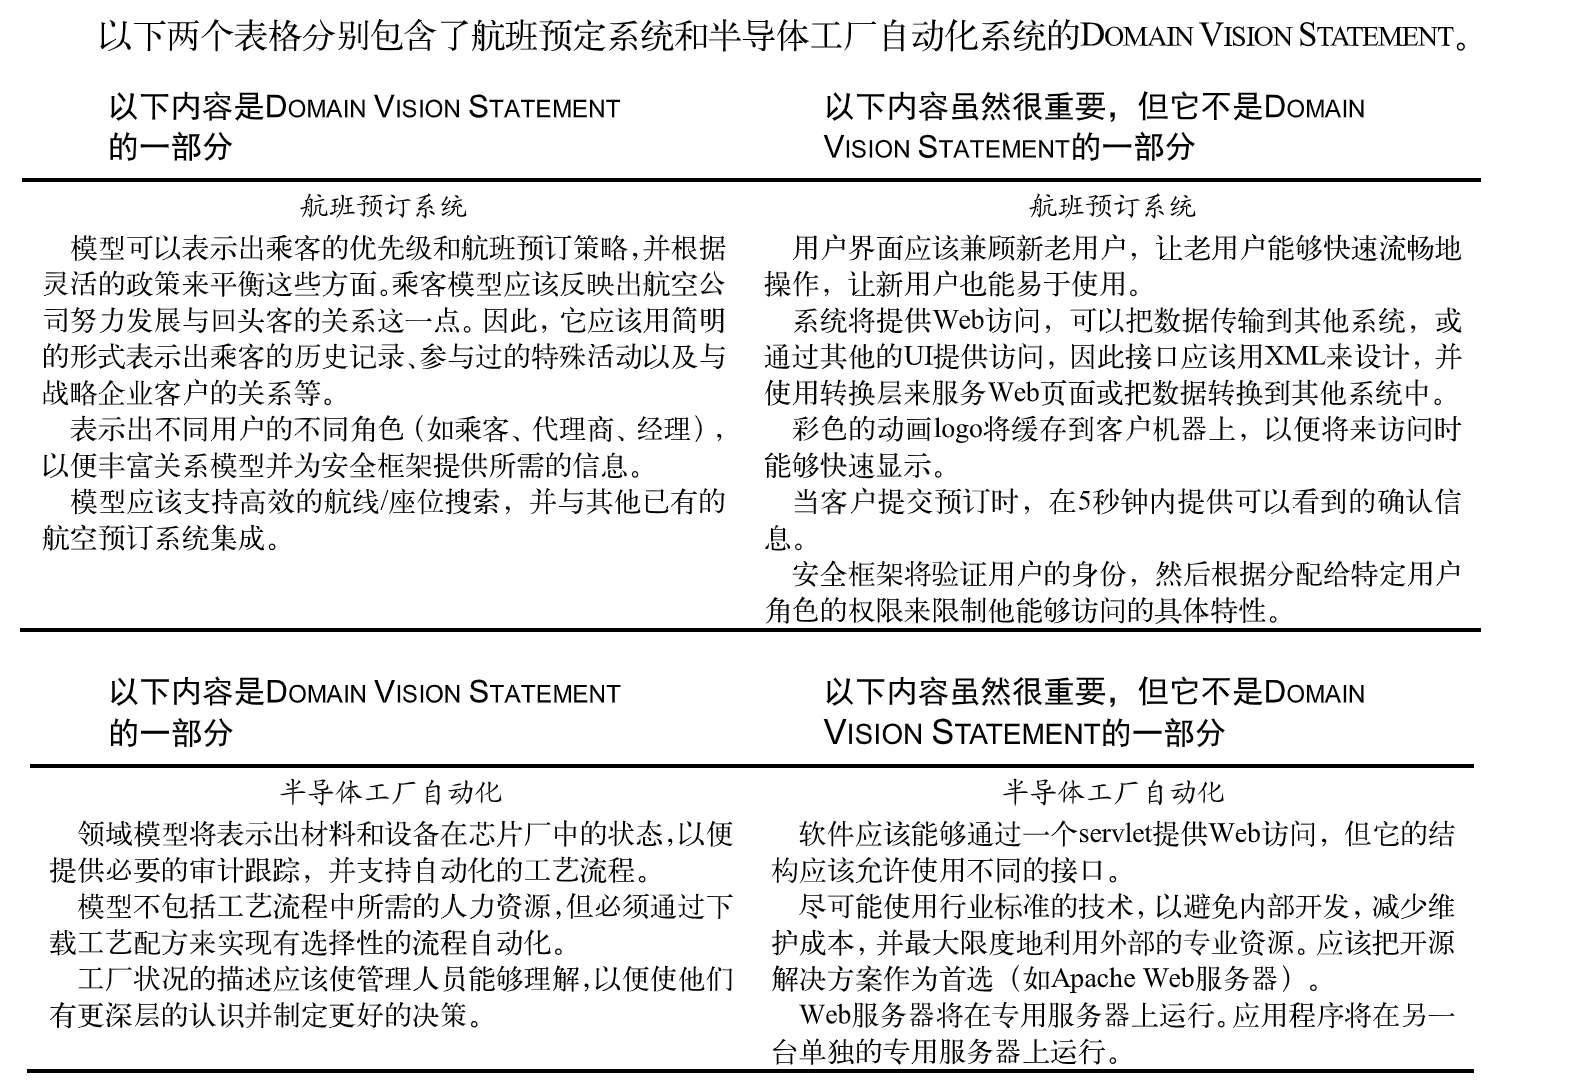 以下两个表格分别包含了航班预定系统和半导体工厂自动化系统的DOMAIN VISION STATEMENT。
以下内容是DOMAIN VISION STATEMENT
的一部分
以下内容虽然很重要，但它不是DOMAIN
VISION STATEMENT的一部分
航班预订系统
模型可以表示出乘客的优先级和航班预订策略，并根据
灵活的政策来平衡这些方面。乘客模型应该反映出航空公
司努力发展与回头客的关系这一点。因此，它应该用简明
的形式表示出乘客的历史记录、参与过的特殊活动以及与
战略企业客户的关系等。
表示出不同用户的不同角色（如乘客、代理商、经理），
以便丰富关系模型并为安全框架提供所需的信息。
模型应该支持高效的航线/座位搜索，并与其他已有的
航空预订系统集成。
航班预订系统
用户界面应该兼顾新老用户，让老用户能够快速流畅地
操作，让新用户也能易于使用。
系统将提供Web访问，可以把数据传输到其他系统，或
通过其他的UI提供访问，因此接口应该用XML来设计，并
使用转换层来服务Web页面或把数据转换到其他系统中。
彩色的动画logo将缓存到客户机器上，以便将来访问时
能够快速显示。
当客户提交预订时，在5秒钟内提供可以看到的确认信
息。
安全框架将验证用户的身份，然后根据分配给特定用户
角色的权限来限制他能够访问的具体特性。
以下内容是DOMAIN VISION STATEMENT
的一部分
以下内容虽然很重要，但它不是DOMAIN
VISION STATEMENT的一部分
半导体工厂自动化
领域模型将表示出材料和设备在芯片厂中的状态，以便
提供必要的审计跟踪，并支持自动化的工艺流程。
模型不包括工艺流程中所需的人力资源，但必须通过下
载工艺配方来实现有选择性的流程自动化。
工厂状况的描述应该使管理人员能够理解，以便使他们
有更深层的认识并制定更好的决策。
半导体工厂自动化
软件应该能够通过一个servlet提供Web访问，但它的结
构应该允许使用不同的接口。
尽可能使用行业标准的技术，以避免内部开发，减少维
护成本，并最大限度地利用外部的专业资源。应该把开源
解决方案作为首选（如Apache Web服务器）。
Web服务器将在专用服务器上运行。应用程序将在另一
台单独的专用服务器上运行。